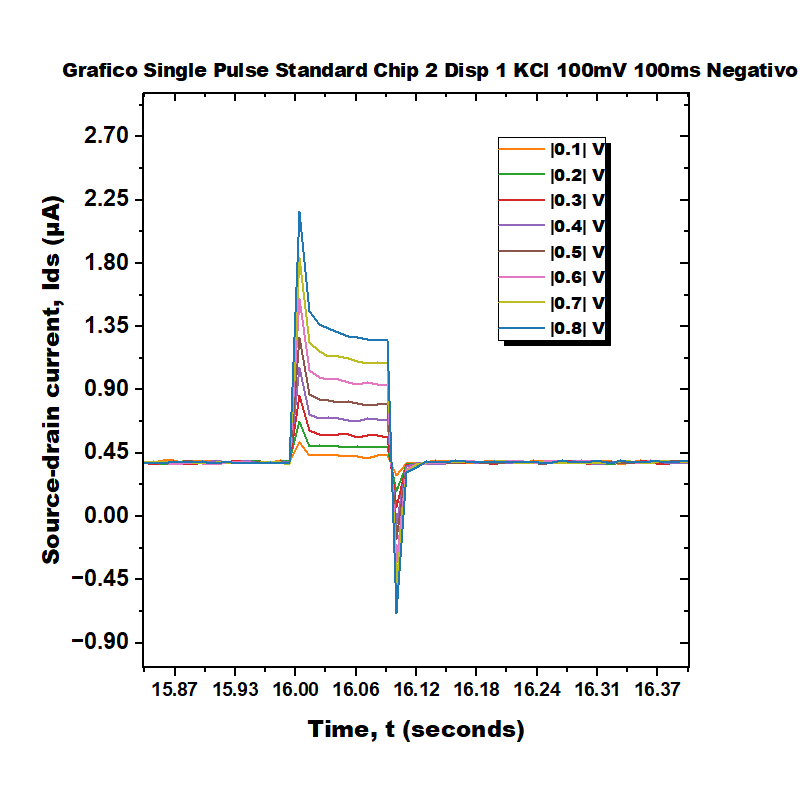 Grafico Single Pulse Standard Chip 2 Disp 1 KCl 100mV 100ms Negativo
2.70
2.25
1.80
1.35
0.90
0.45
0.00
−0.45
−0.90
Source-drain current, Ids (µA)
|0.1| V
|0.2| V
|0.3| V
|0.4| V
|0.5| V
|0.6| V
|0.7| V
|0.8| V
15.87 15.93 16.00 16.06 16.12 16.18 16.24 16.31 16.37
Time, t (seconds)